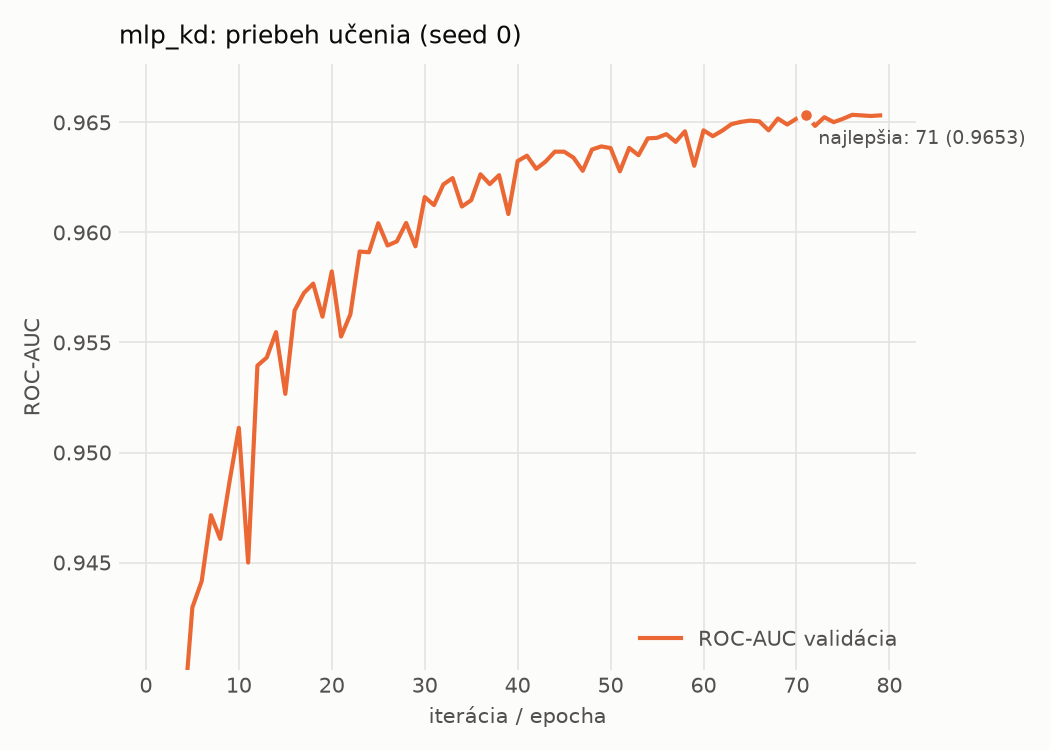 mlp_kd: priebeh učenia (seed 0)
0.965
najlepšia: 71 (0.9653)
0.960
0.955
ROC-AUC
0.950
0.945
ROC-AUC validácia
0 10 20 30 40 50 60 70 80
iterácia / epocha